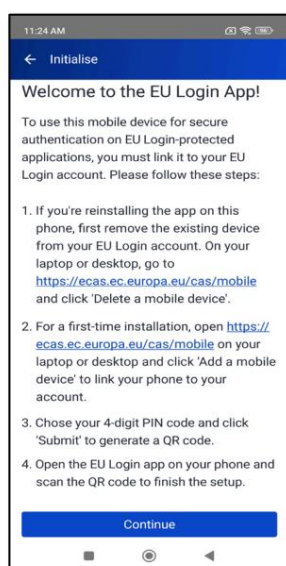 11:24 AM
Initialise
Welcome to the EU Login App!
To use this mobile device for secure
authentication on EU Login-protected
applications, you must link it to your EU
Login account. Please follow these steps:
1. If you're reinstalling the app on this
phone, first remove the existing device
from your EU Login account. On your
laptop or desktop, go to
https://ecas.ec.europa.eu/cas/mobile
and click 'Delete a mobile device'.
2. For a first-time installation, open https://
ecas.ec.europa.eu/cas/mobile on your
laptop or desktop and click 'Add a mobile
device' to link your phone to your
account.
3. Chose your 4-digit PIN code and click
'Submit' to generate a QR code.
4. Open the EU Login app on your phone and
scan the QR code to finish the setup.
Continue